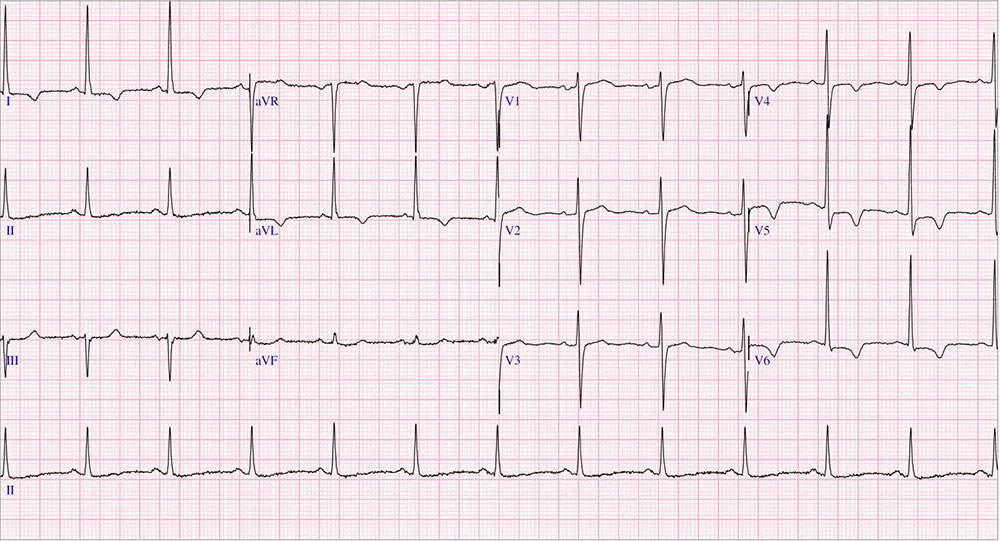 I aVR V1 V4
II aVL V2 V5
III aVF V3 V6
II